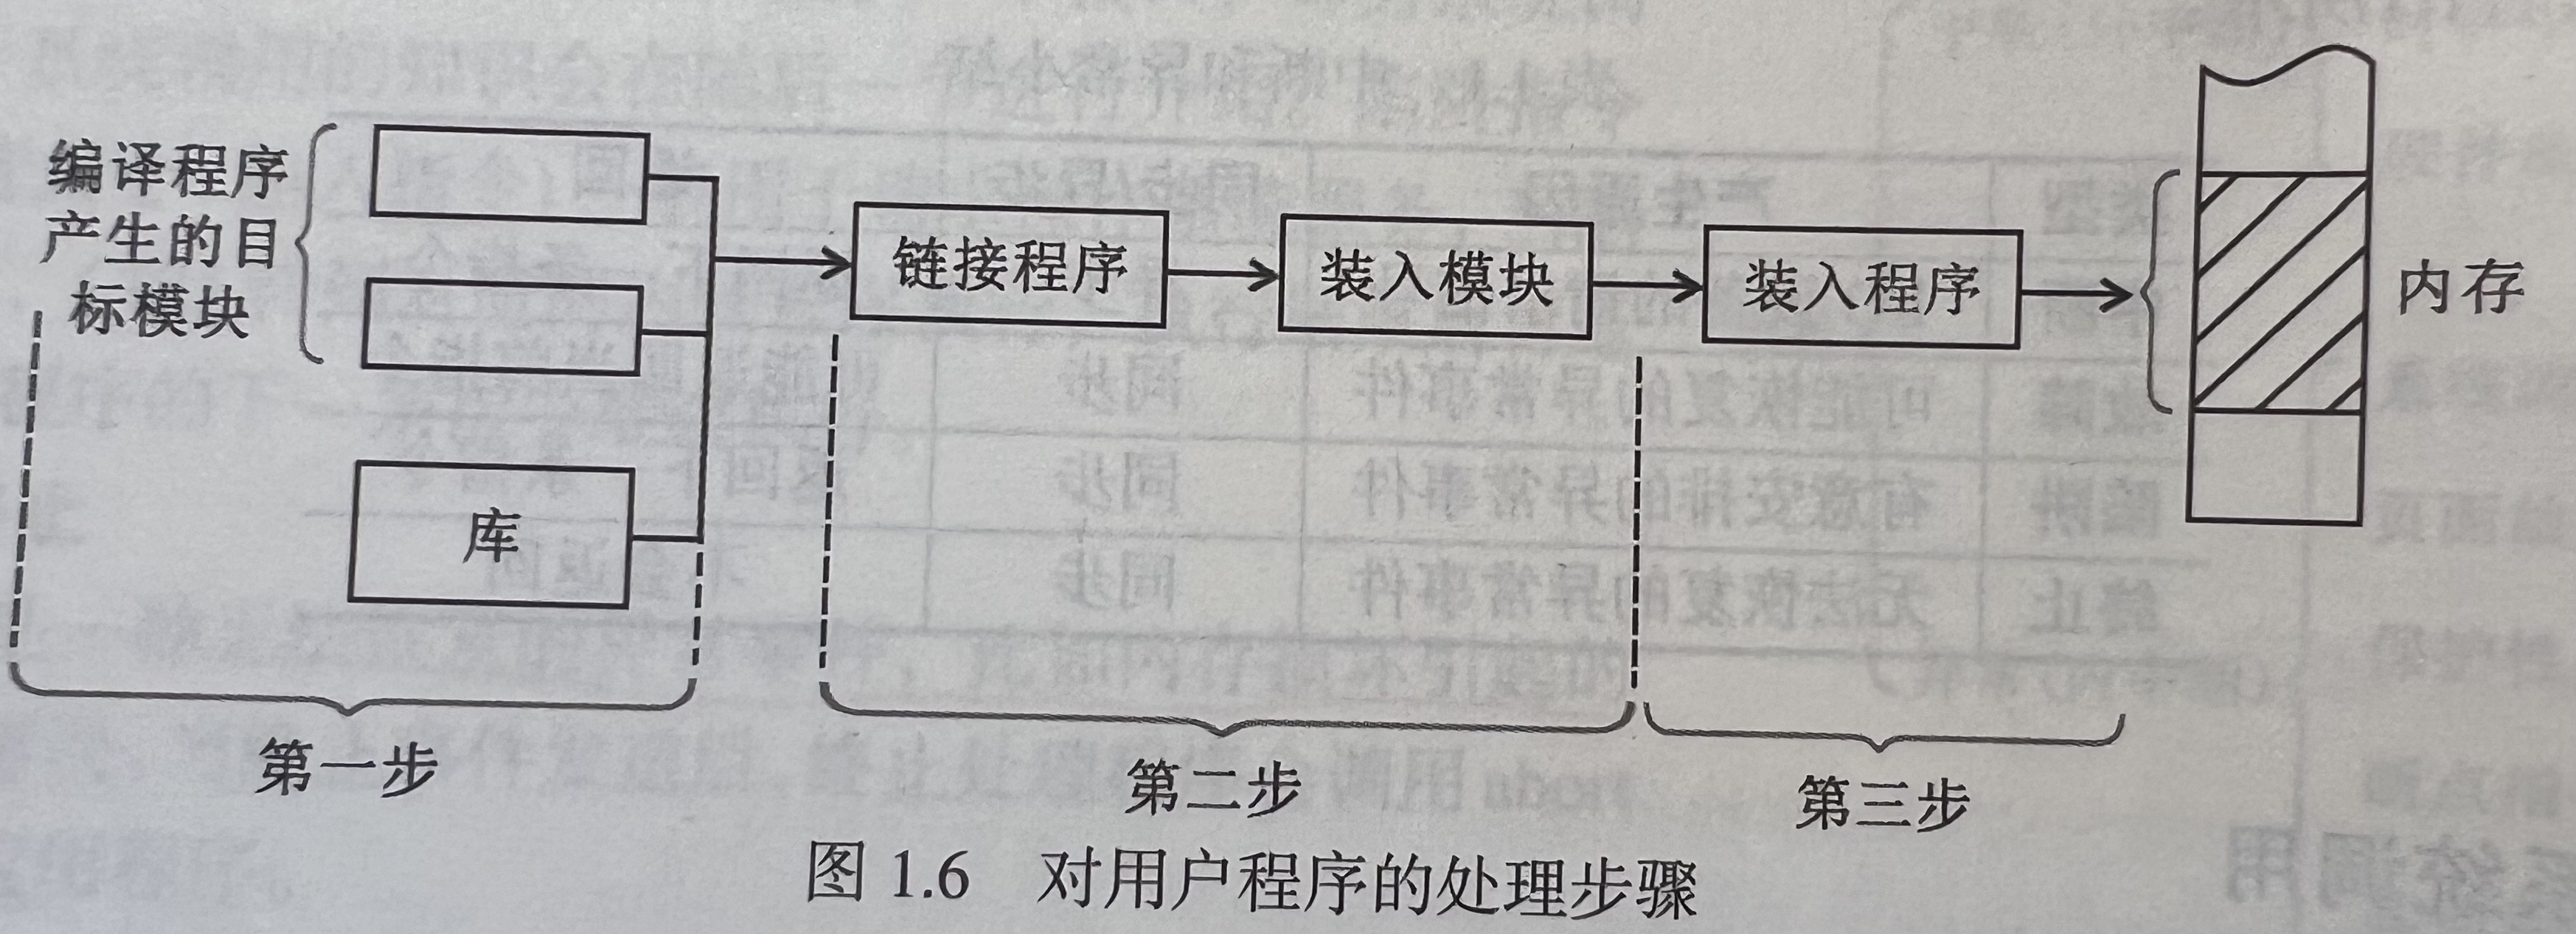 编译程序
产生的目
标模块
库
链接程序
装入模块
装入程序
内存
第一步
第二步
第三步
图 1.6 对用户程序的处理步骤